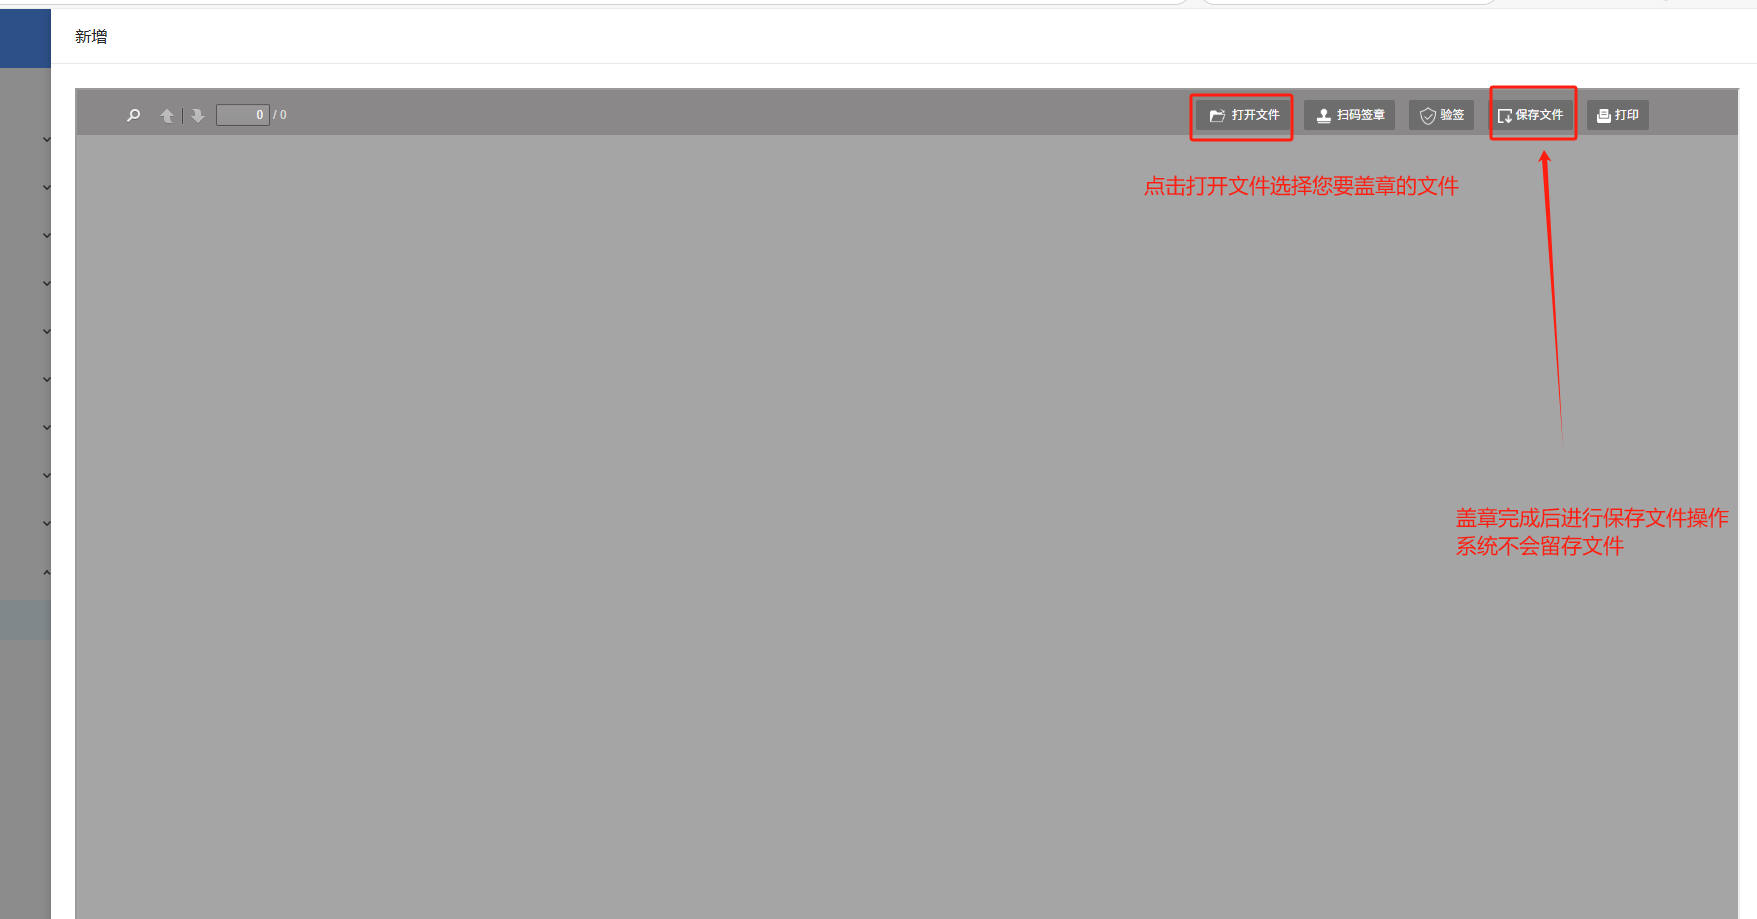 新增
0 / 0 打开文件 扫码签章 验签 保存文件 打印
点击打开文件选择您要盖章的文件
盖章完成后进行保存文件操作
系统不会留存文件